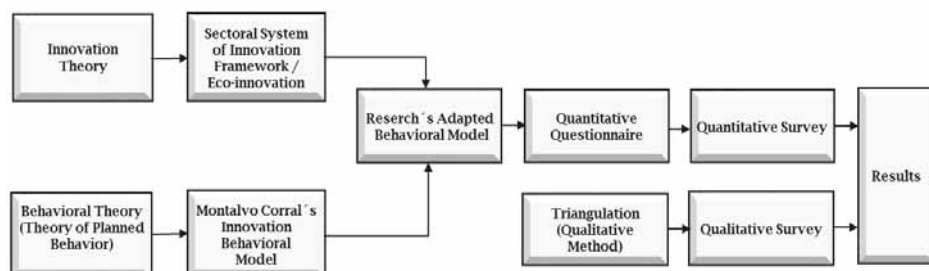 Innovation
Theory
Sectoral System
of Innovation
Framework /
Eco-innovation
Reserch´s Adapted
Behavioral Model
Quantitative
Questionnaire
Quantitative Survey
Results
Behavioral Theory
(Theory of Planned
Behavior)
Montalvo Corral´s
Innovation
Behavioral
Model
Triangulation
(Qualitative
Method)
Qualitative Survey